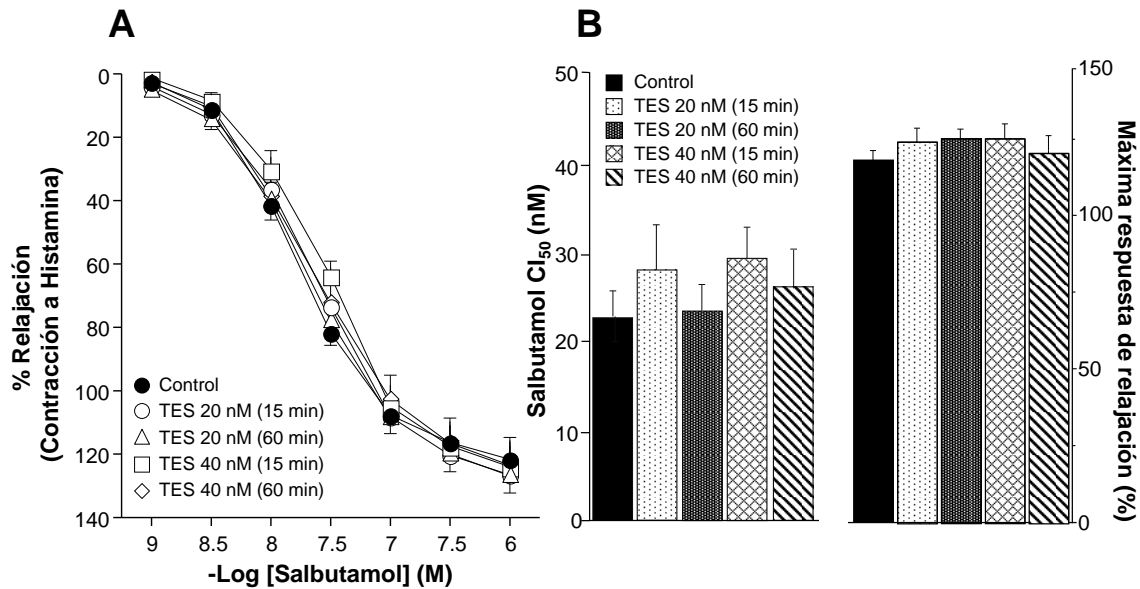 A
0
20
40
60
80
100
120
140
% Relajación
(Contracción a Histamina)
Control
TES 20 nM (15 min)
TES 20 nM (60 min)
TES 40 nM (15 min)
TES 40 nM (60 min)
9 8.5 8 7.5 7 7.5 6
-Log [Salbutamol] (M)
B
50
40
30
20
10
0
Salbutamol CI50 (nM)
Control
TES 20 nM (15 min)
TES 20 nM (60 min)
TES 40 nM (15 min)
TES 40 nM (60 min)
150
100
50
0
Máxima respuesta de relajación (%)